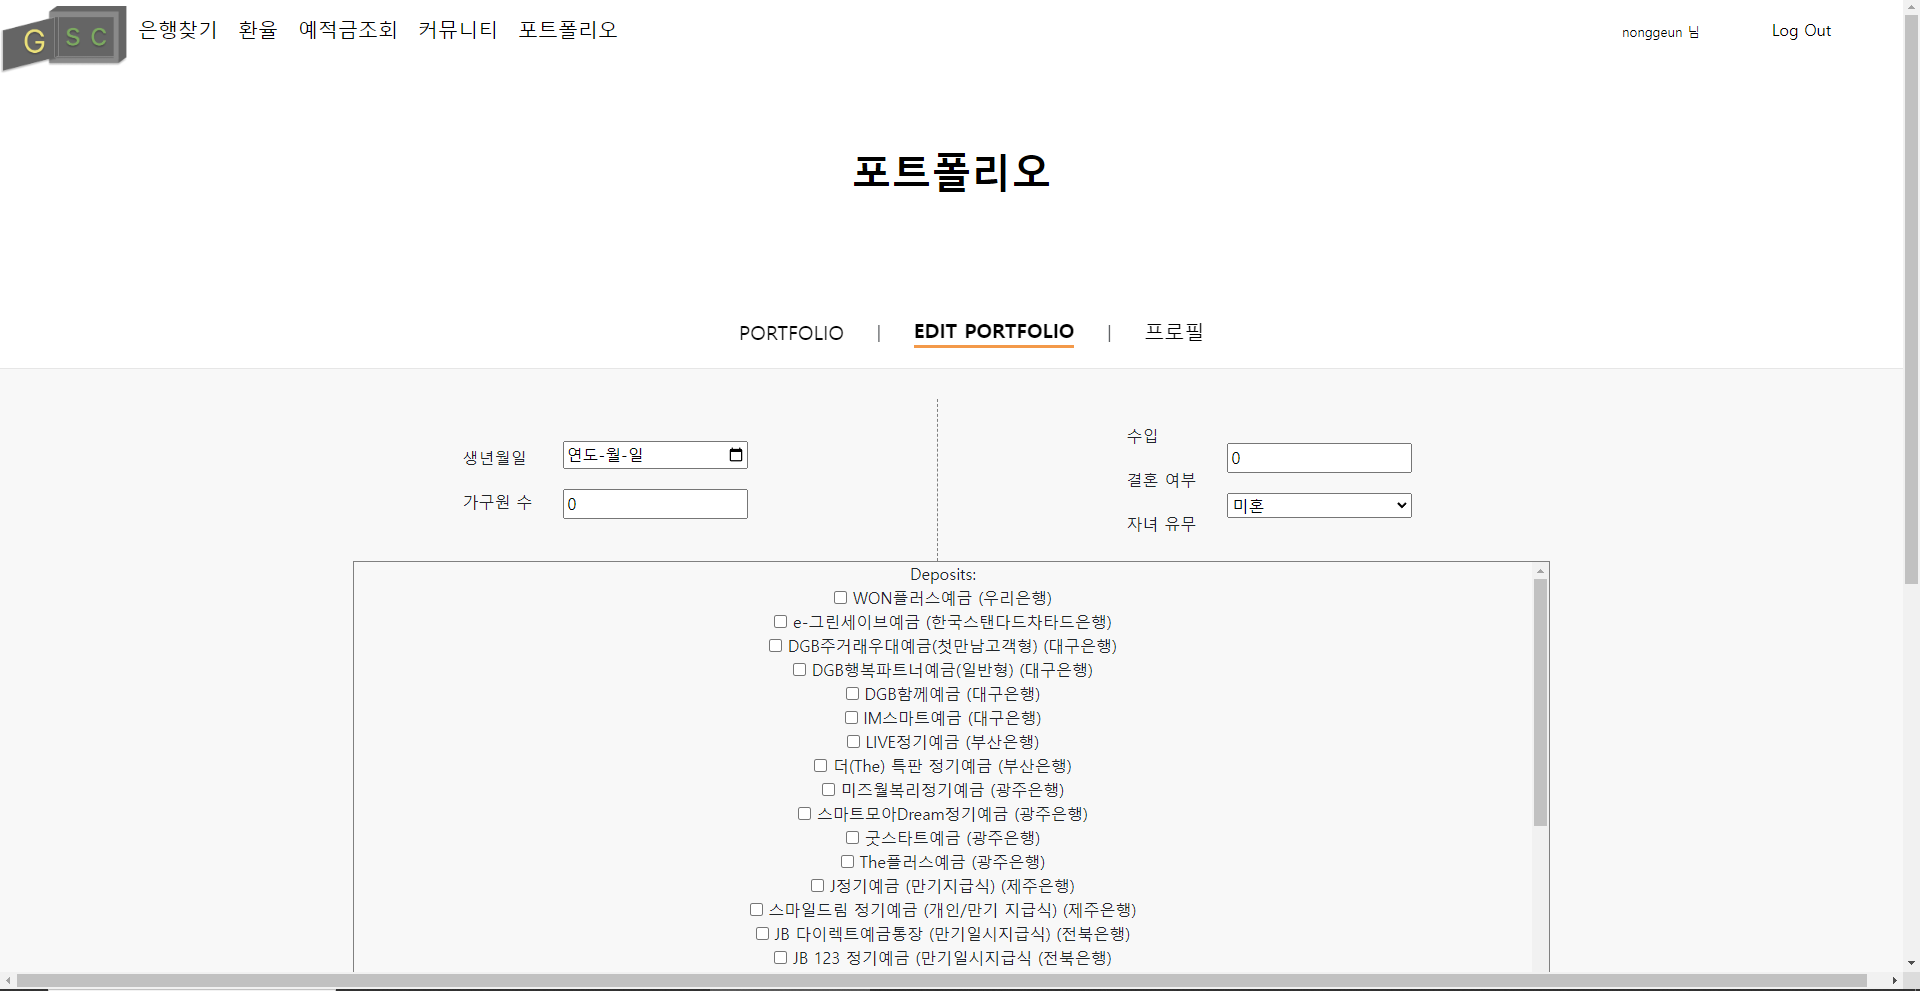 G S C 은행찾기 환율 예적금조회 커뮤니티 포트폴리오 nonggeun 님 Log Out
포트폴리오
PORTFOLIO | EDIT PORTFOLIO | 프로필
생년월일 연도-월-일
가구원 수 0
수입 0
결혼 여부 미혼
자녀 유무
Deposits:
WON플러스예금 (우리은행)
e-그린세이브예금 (한국스탠다드차타드은행)
DGB주거래우대예금(첫만남고객형) (대구은행)
DGB행복파트너예금(일반형) (대구은행)
DGB함께예금 (대구은행)
IM스마트예금 (대구은행)
LIVE정기예금 (부산은행)
더(The) 특판 정기예금 (부산은행)
미즈월복리정기예금 (광주은행)
스마트모아Dream정기예금 (광주은행)
굿스타트예금 (광주은행)
The플러스예금 (광주은행)
J정기예금 (만기지급식) (제주은행)
스마일드림 정기예금 (개인/만기 지급식) (제주은행)
JB 다이렉트예금통장 (만기일시지급식) (전북은행)
JB 123 정기예금 (만기일시지급식 (전북은행)